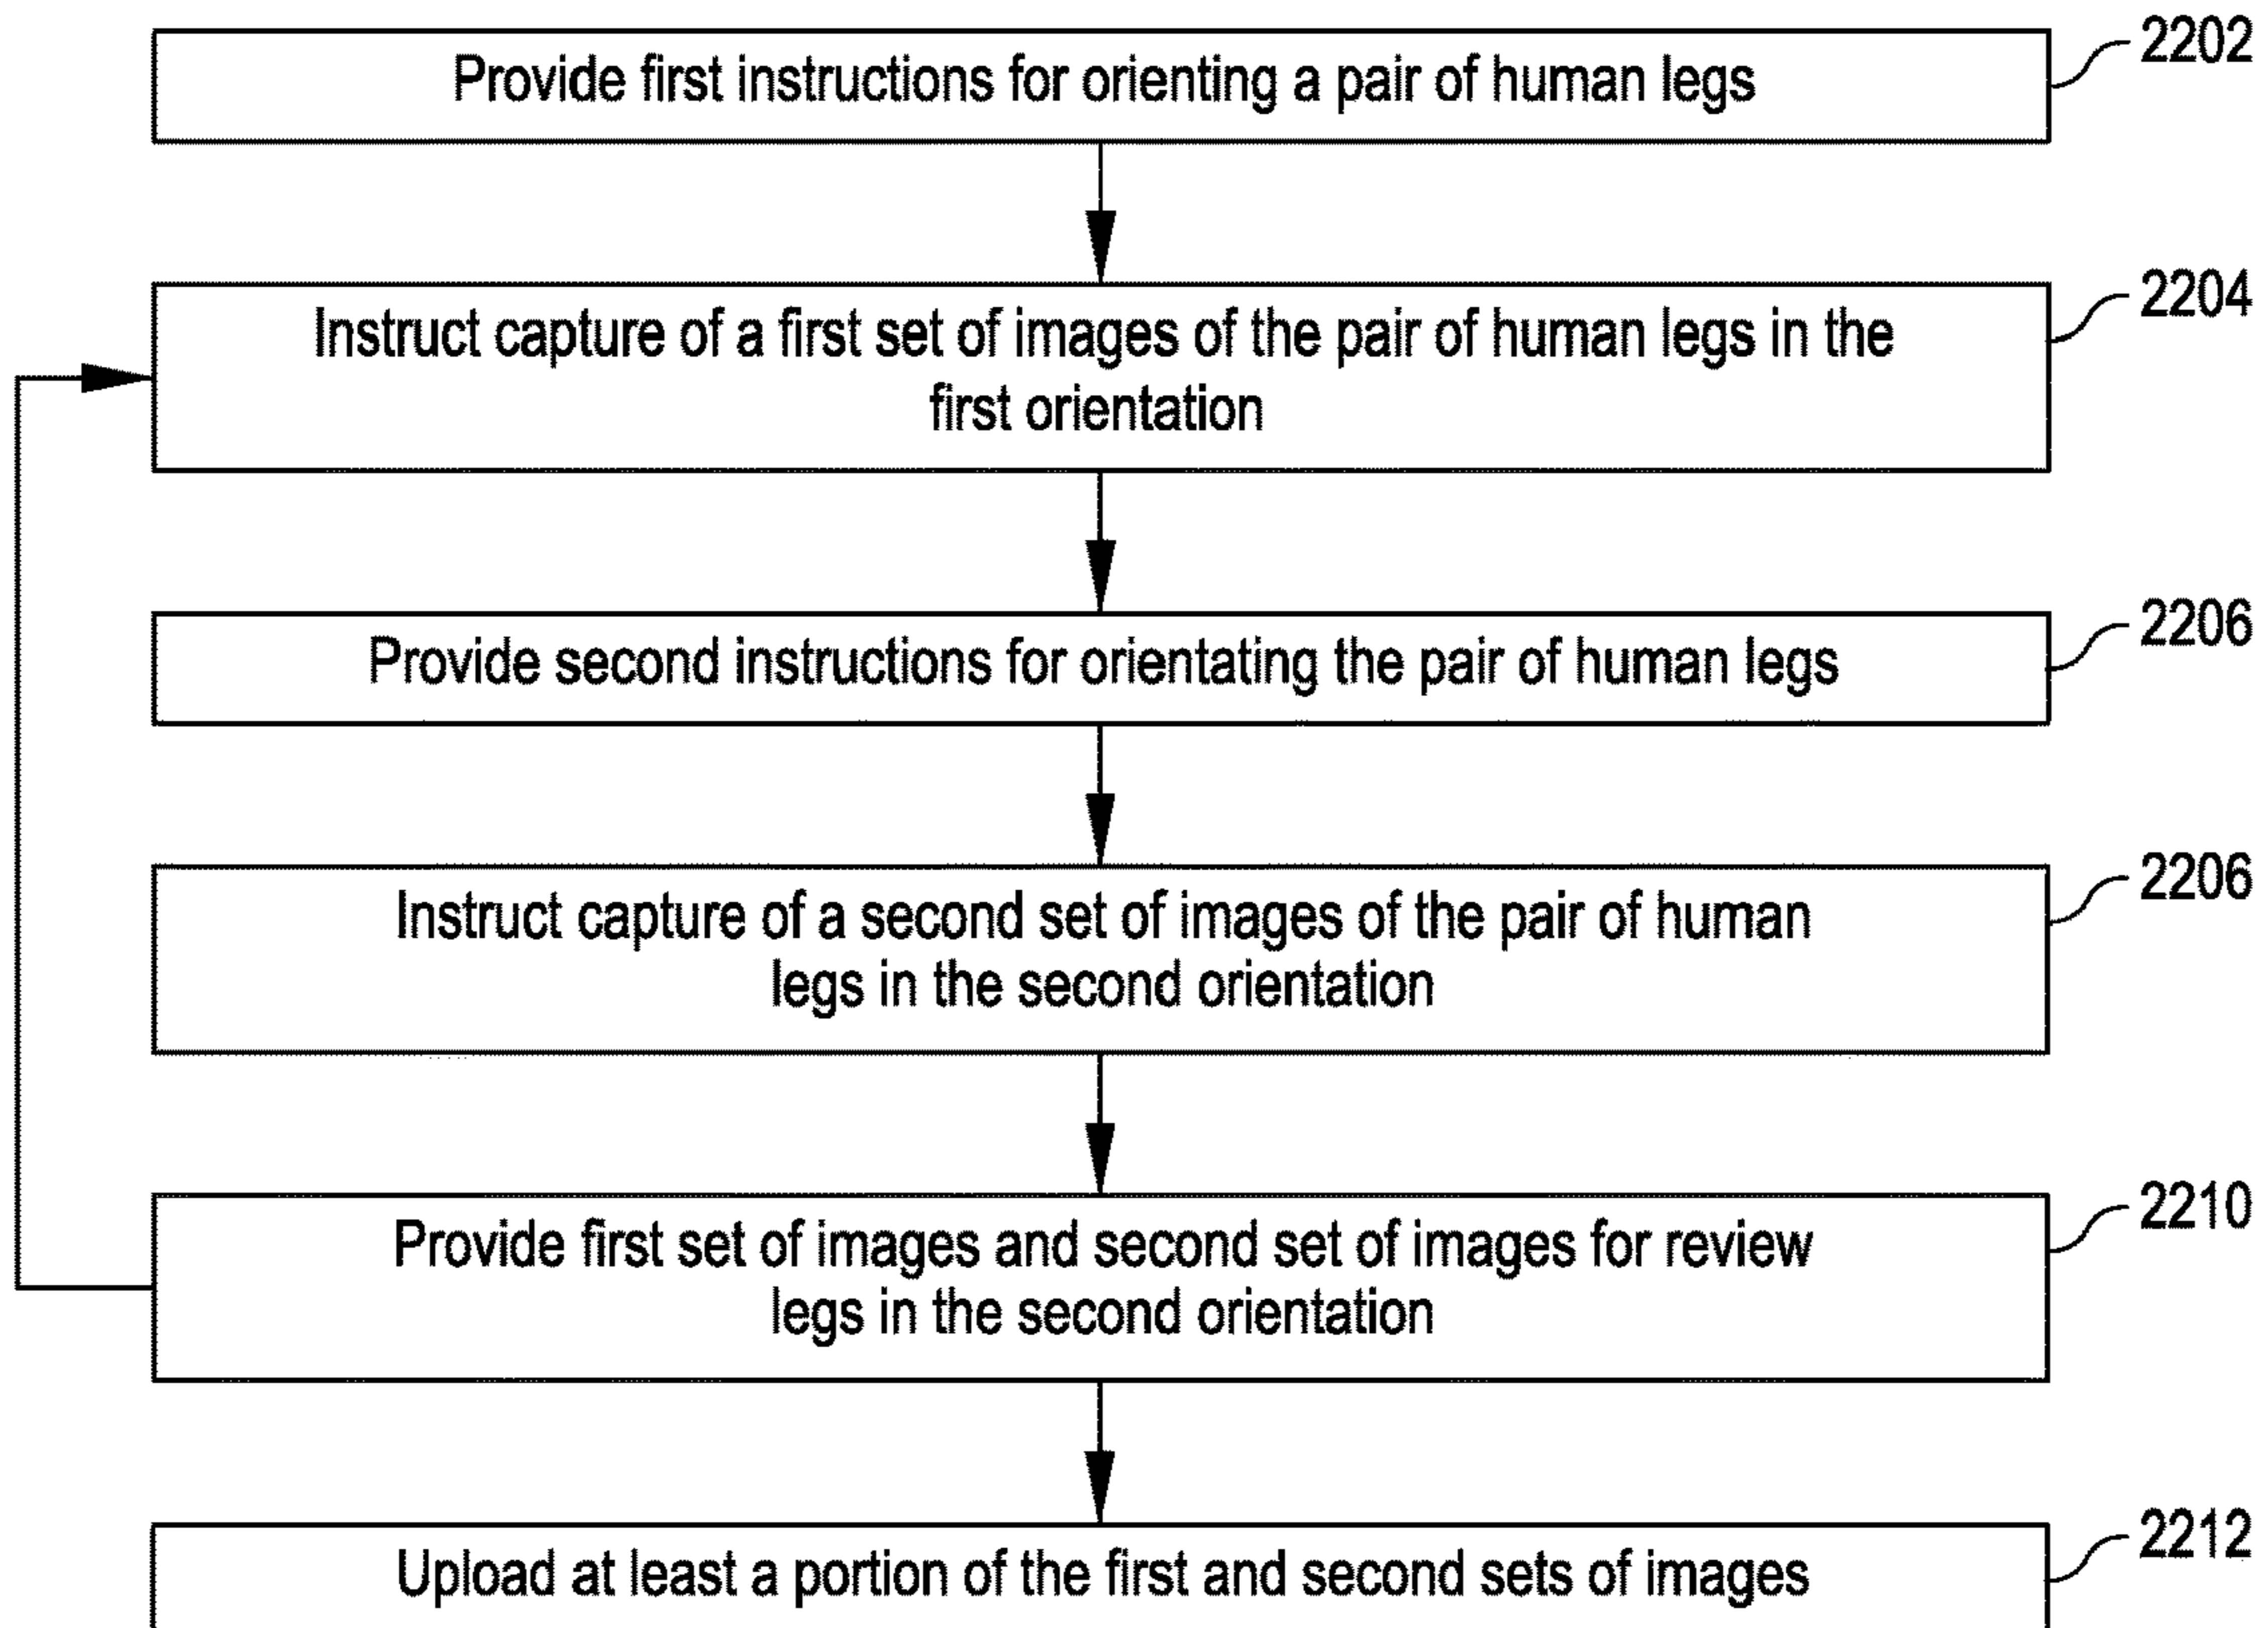 Provide first instructions for orienting a pair of human legs
2202
Instruct capture of a first set of images of the pair of human legs in the
first orientation
2204
Provide second instructions for orientating the pair of human legs
2206
Instruct capture of a second set of images of the pair of human
legs in the second orientation
2206
Provide first set of images and second set of images for review
legs in the second orientation
2210
Upload at least a portion of the first and second sets of images
2212